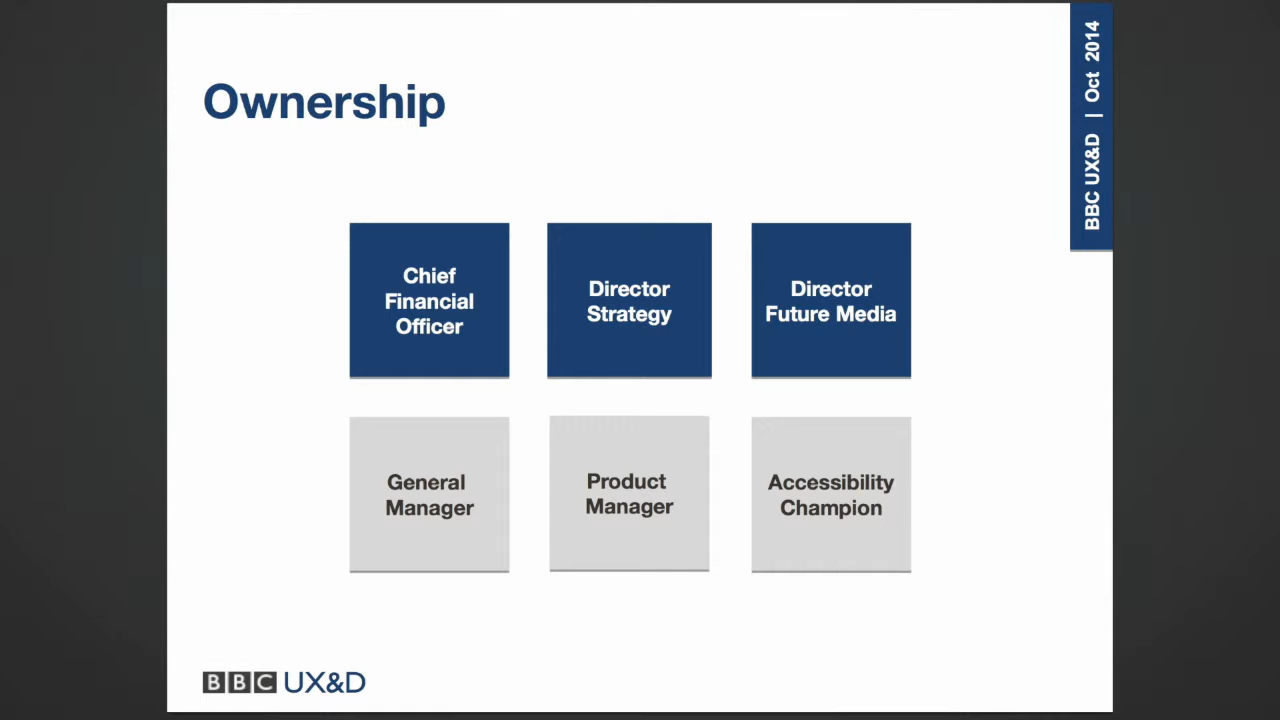 Ownership
BBC UX&D | Oct 2014
Chief
Financial
Officer
Director
Strategy
Director
Future Media
General
Manager
Product
Manager
Accessibility
Champion
BBC UX&D